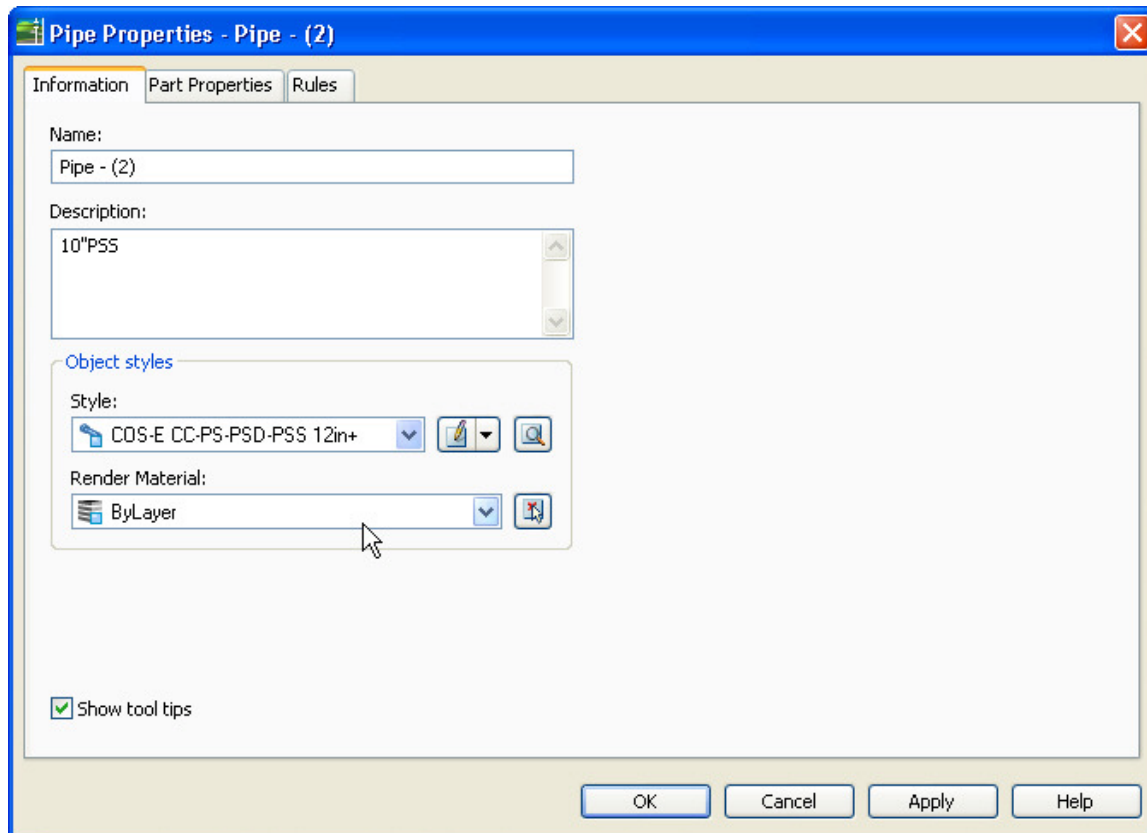 Pipe Properties - Pipe - (2)
Information Part Properties Rules
Name:
Pipe - (2)
Description:
10"PSS
Object styles
Style:
COS-E CC-PS-PSD-PSS 12in+
Render Material:
ByLayer
Show tool tips
OK Cancel Apply Help